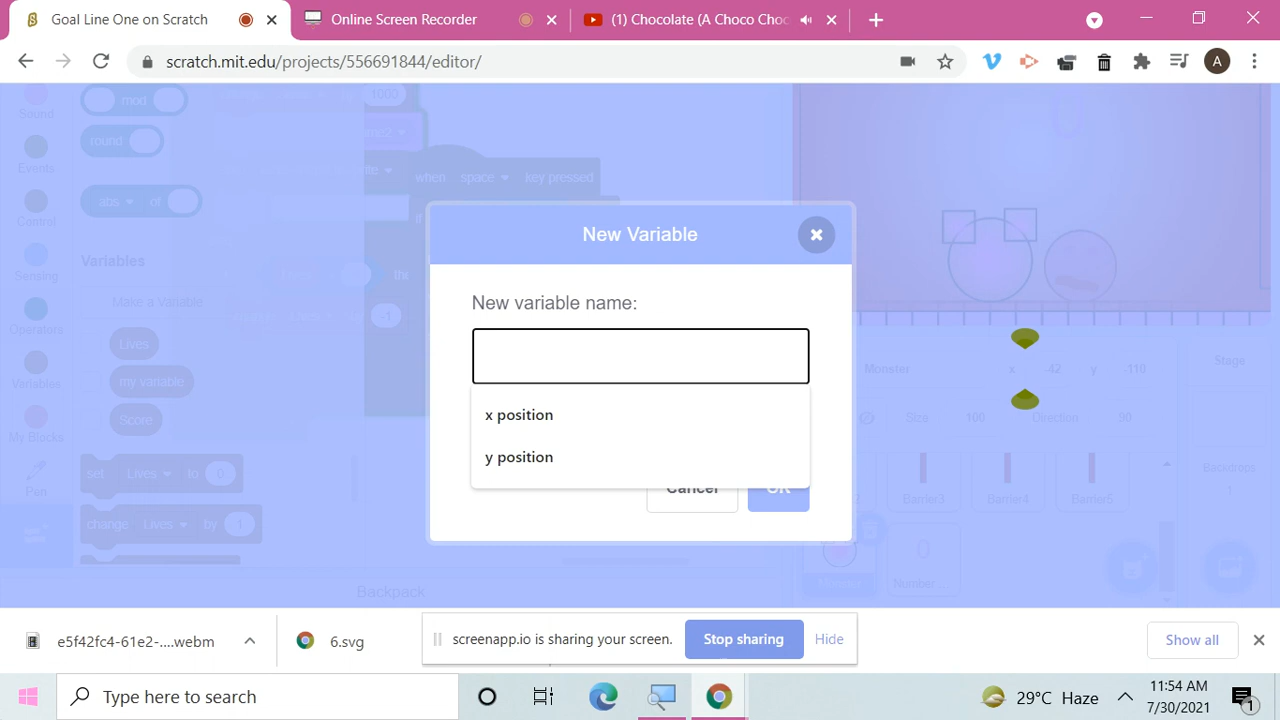 Goal Line One on Scratch
Online Screen Recorder
(1) Chocolate (A Choco Choc
scratch.mit.edu/projects/556691844/editor/
A
Sound
Events
Control
Sensing
Operators
Variables
My Blocks
Pen
mod
round
abs of
Variables
Make a Variable
Lives
my variable
Score
set Lives to 0
change Lives by 1
1000
when space key pressed
if
-1
New Variable
New variable name:
x position
y position
Cancel
OK
Backpack
Monster x -42 y -110
Size 100 Direction 90
Stage
Backdrops
1
Barrier3
Barrier4
Barrier5
Number...
e5f42fc4-61e2-....webm
6.svg
screenapp.io is sharing your screen.
Stop sharing
Hide
Show all
Type here to search
29°C Haze
11:54 AM
7/30/2021
1